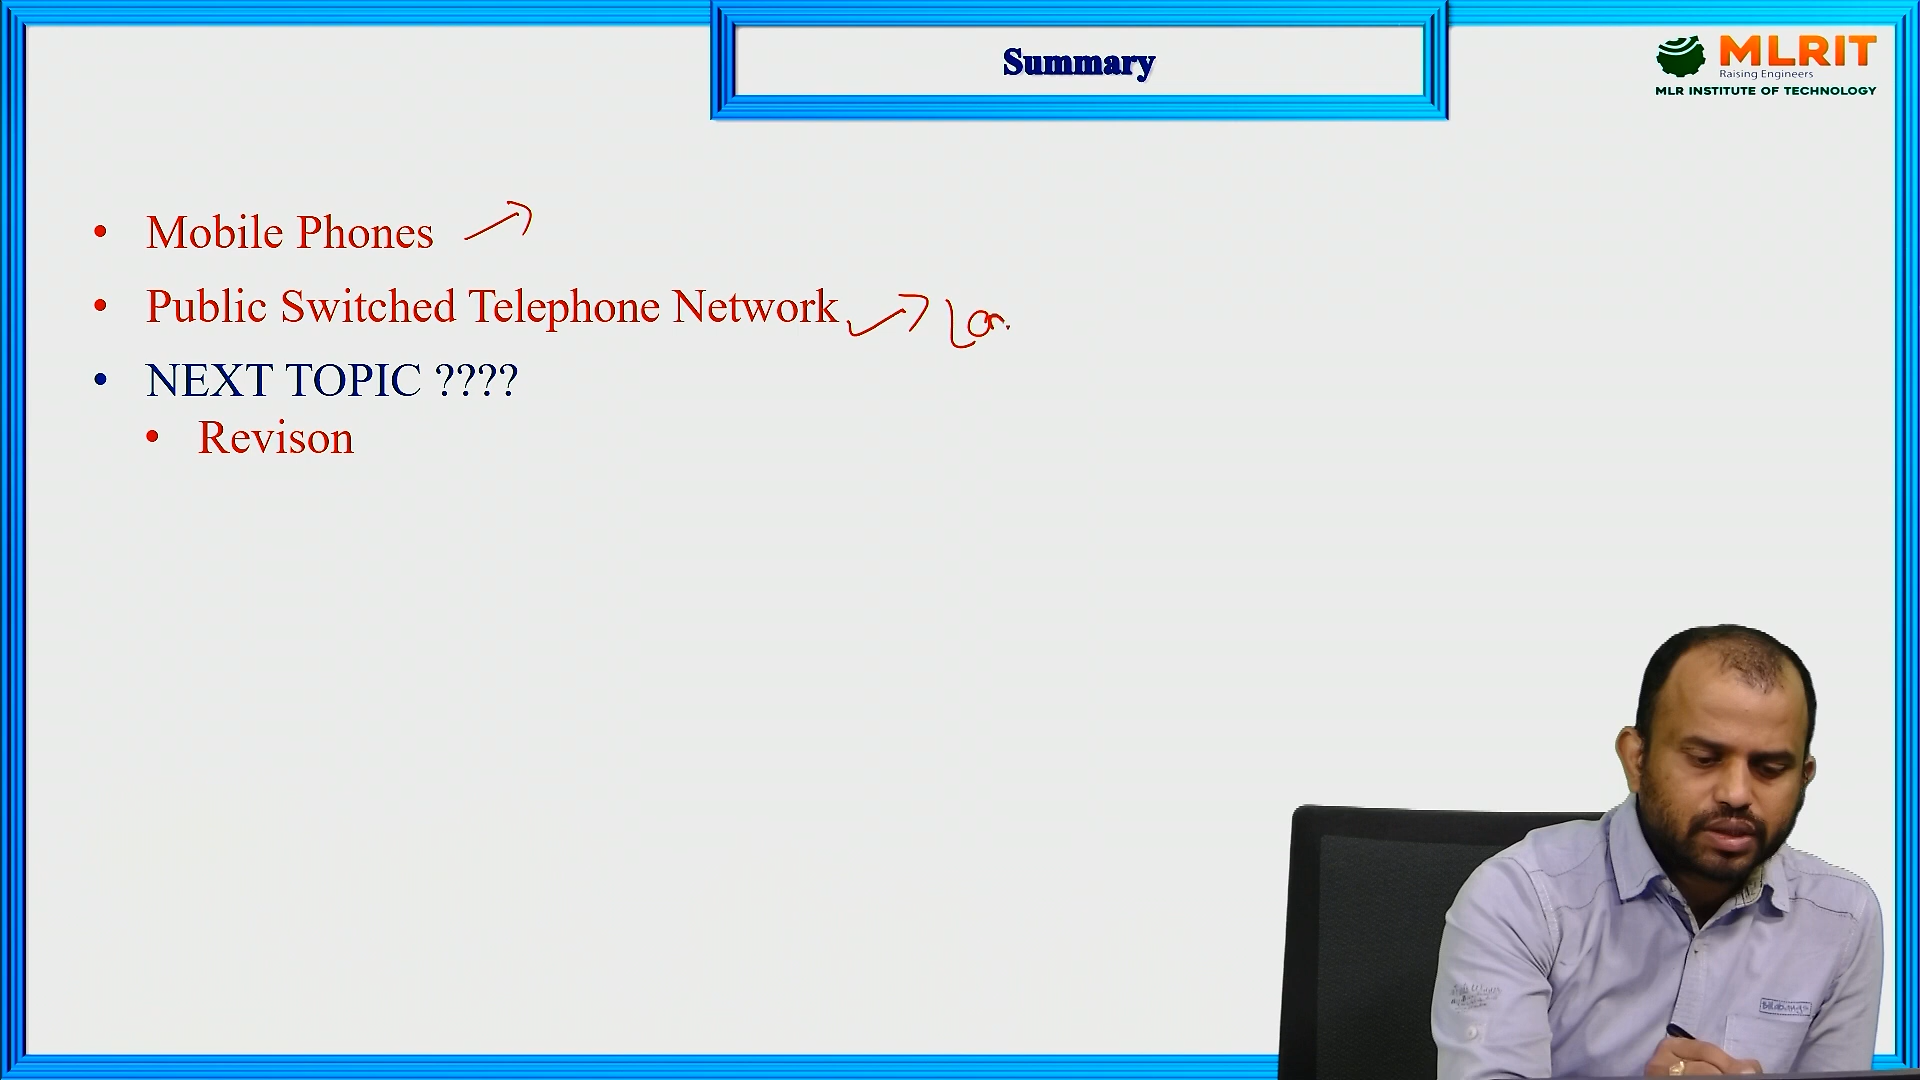 Summary
MLRIT
Raising Engineers
MLR INSTITUTE OF TECHNOLOGY
• Mobile Phones
• Public Switched Telephone Network
• NEXT TOPIC ????
• Revison